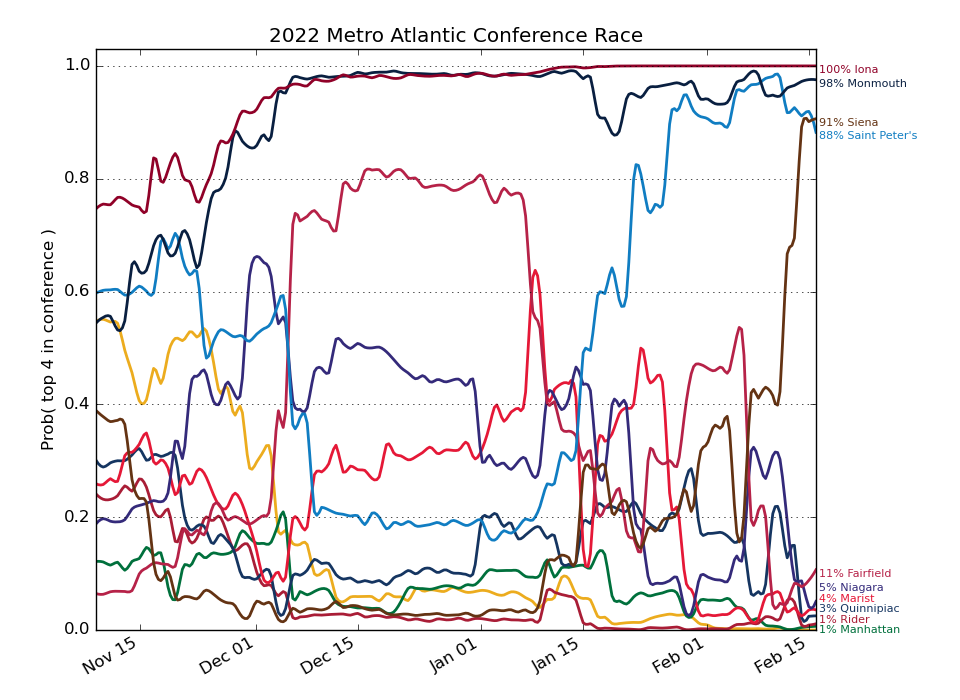 2022 Metro Atlantic Conference Race
Prob( top 4 in conference )
1.0
0.8
0.6
0.4
0.2
0.0
Nov 15
Dec 01
Dec 15
Jan 01
Jan 15
Feb 01
Feb 15
100% Iona
98% Monmouth
91% Siena
88% Saint Peter's
11% Fairfield
5% Niagara
4% Marist
3% Quinnipiac
1% Rider
1% Manhattan